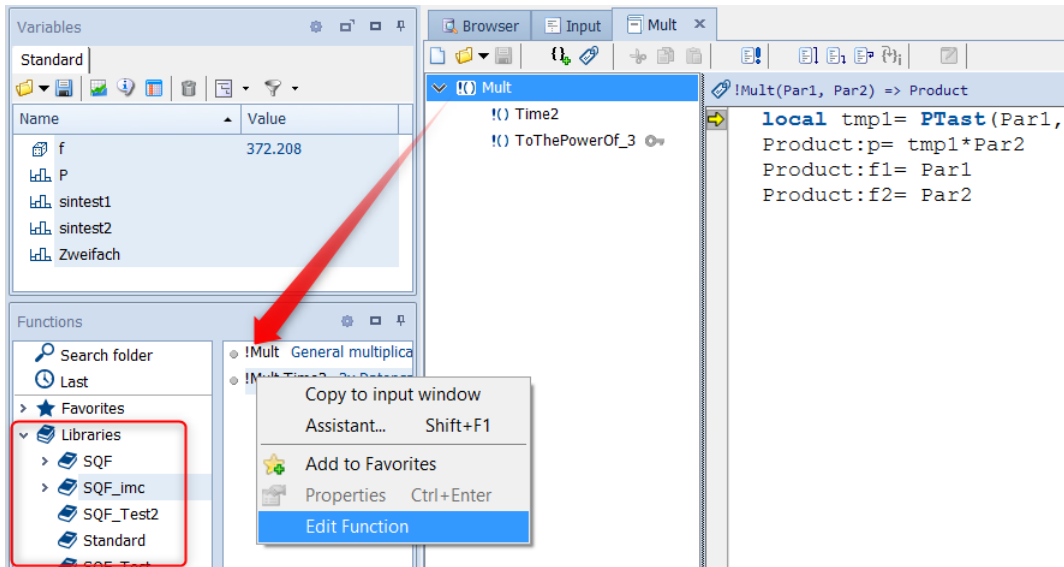 Variables
Standard
Name Value
f 372.208
P
sintest1
sintest2
Zweifach
Functions
Search folder
Last
Favorites
Libraries
SQF
SQF_imc
SQF_Test2
Standard
SQF_Test
!Mult General multiplica
!Mult
Copy to input window
Assistant... Shift+F1
Add to Favorites
Properties Ctrl+Enter
Edit Function
Browser Input Mult
!() Mult
!() Time2
!() ToThePowerOf_3
!Mult(Par1, Par2) => Product
local tmp1= PTast(Par1,
Product:p= tmp1*Par2
Product:f1= Par1
Product:f2= Par2